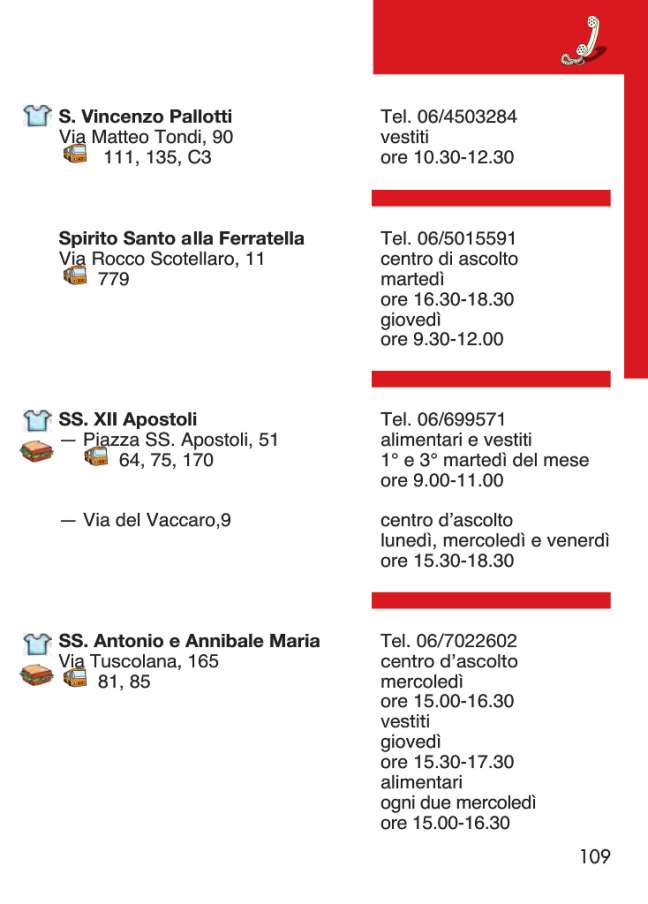 S. Vincenzo Pallotti
Via Matteo Tondi, 90
111, 135, C3
Tel. 06/4503284
vestiti
ore 10.30-12.30
Spirito Santo alla Ferratella
Via Rocco Scotellaro, 11
779
Tel. 06/5015591
centro di ascolto
martedì
ore 16.30-18.30
giovedì
ore 9.30-12.00
SS. XII Apostoli
— Piazza SS. Apostoli, 51
64, 75, 170
Tel. 06/699571
alimentari e vestiti
1° e 3° martedì del mese
ore 9.00-11.00
— Via del Vaccaro,9
centro d’ascolto
lunedì, mercoledì e venerdì
ore 15.30-18.30
SS. Antonio e Annibale Maria
Via Tuscolana, 165
81, 85
Tel. 06/7022602
centro d’ascolto
mercoledì
ore 15.00-16.30
vestiti
giovedì
ore 15.30-17.30
alimentari
ogni due mercoledì
ore 15.00-16.30
109